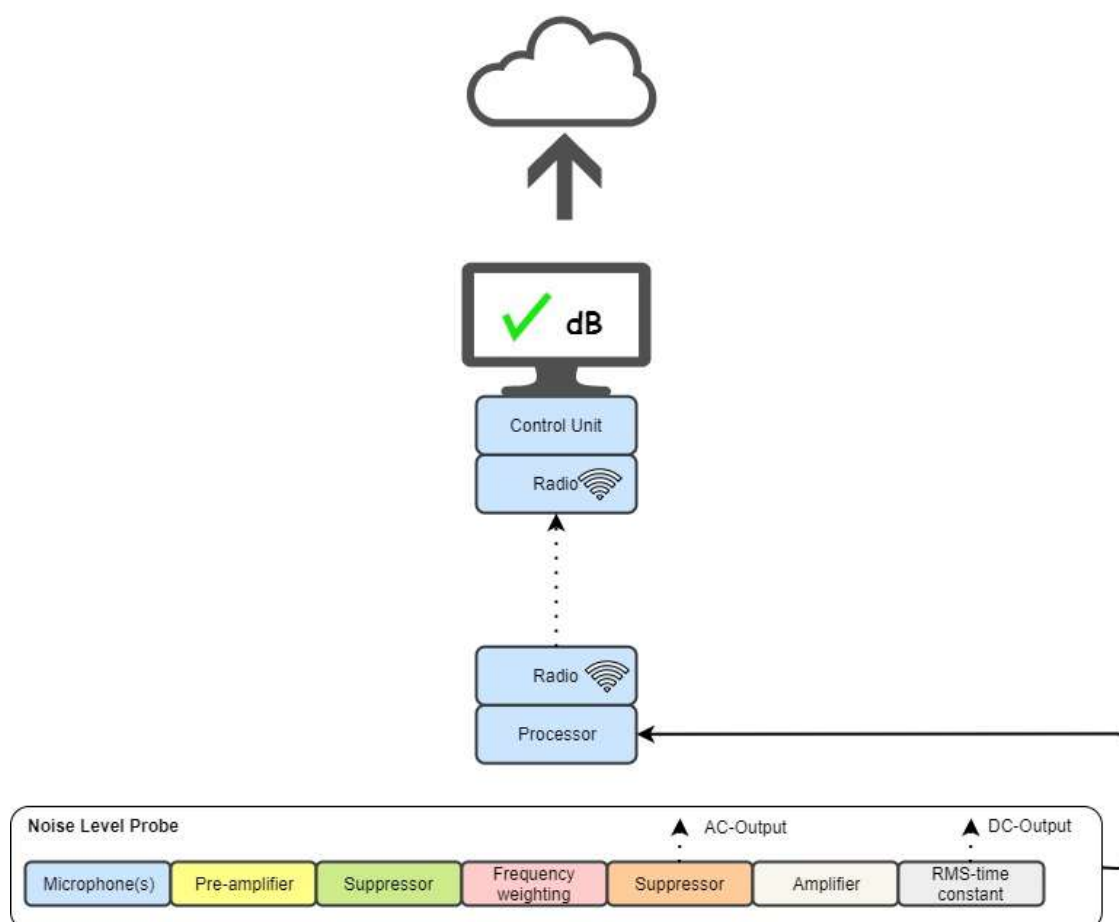 dB
Control Unit
Radio
Radio
Processor
Noise Level Probe
AC-Output
DC-Output
Microphone(s)
Pre-amplifier
Suppressor
Frequency
weighting
Suppressor
Amplifier
RMS-time
constant